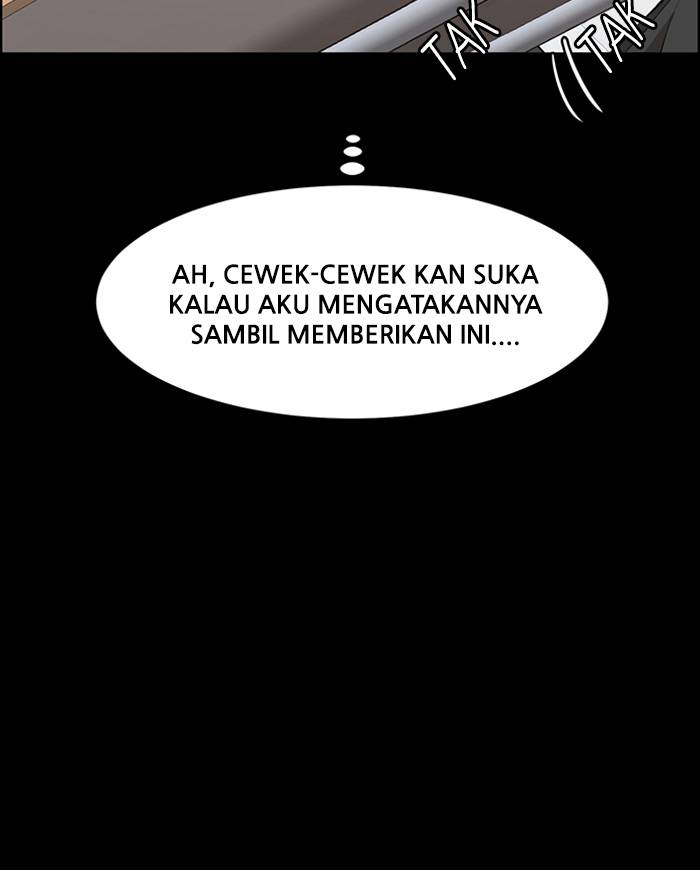 TAK
TAK
AH, CEWEK-CEWEK KAN SUKA
KALAU AKU MENGATAKANNYA
SAMBIL MEMBERIKAN INI....